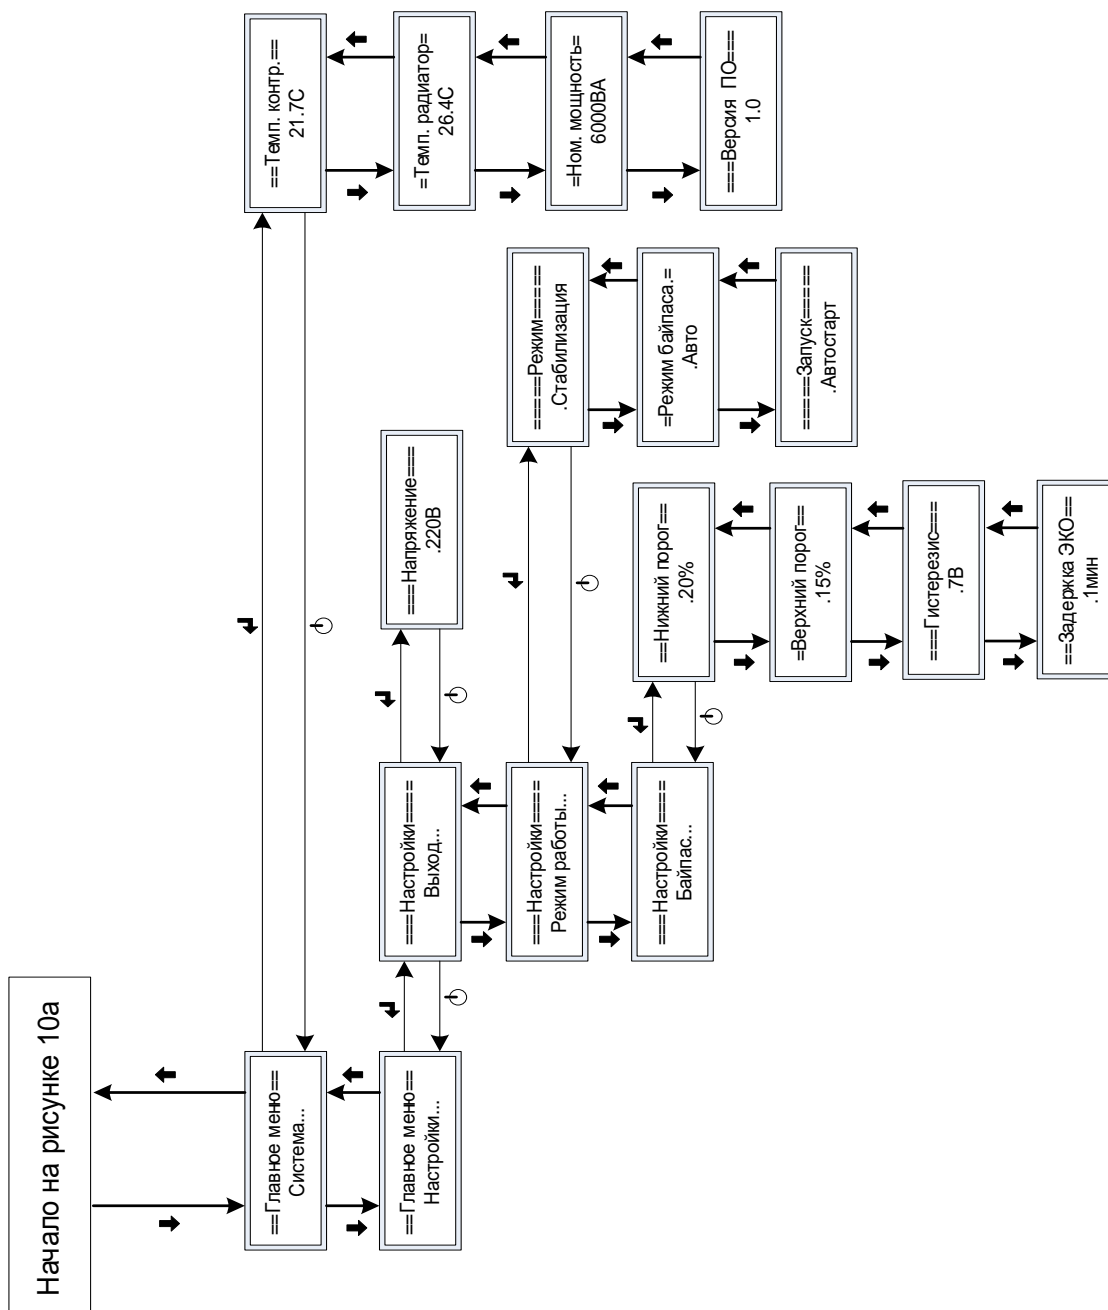 Начало на рисунке 10а
==Главное меню==
Система...
==Главное меню==
Настройки...
===Настройки====
Выход...
===Настройки====
Режим работы...
===Настройки====
Байпас...
===Напряжение===
.220В
=====Режим======
.Стабилизация
=Режим байпаса.=
.Авто
=====Запуск======
.Автостарт
==Нижний порог==
.20%
=Верхний порог==
.15%
===Гистерезис===
.7В
==Задержка ЭКО==
.1мин
==Темп. контр.==
21.7С
=Темп. радиатор=
26.4С
=Ном. мощность=
6000ВА
===Версия ПО===
1.0